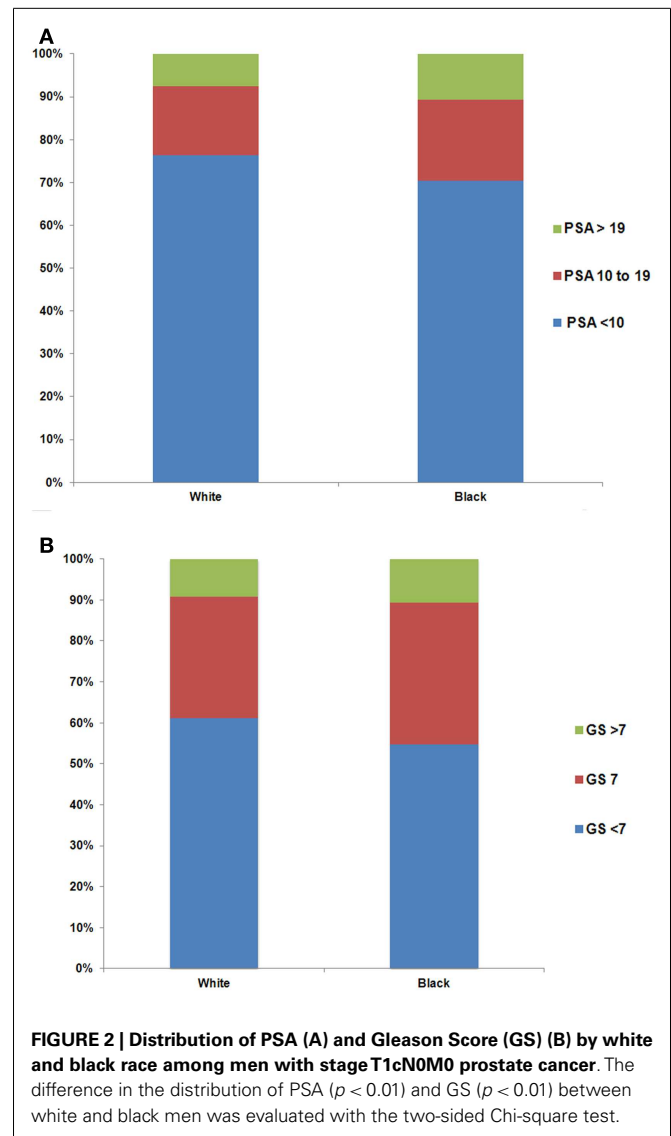 A
100%
90%
80%
70%
60%
50%
40%
30%
20%
10%
0%
White Black
PSA > 19
PSA 10 to 19
PSA <10
B
100%
90%
80%
70%
60%
50%
40%
30%
20%
10%
0%
White Black
GS >7
GS 7
GS <7
FIGURE 2 | Distribution of PSA (A) and Gleason Score (GS) (B) by white
and black race among men with stage T1cN0M0 prostate cancer. The
difference in the distribution of PSA (p < 0.01) and GS (p < 0.01) between
white and black men was evaluated with the two-sided Chi-square test.